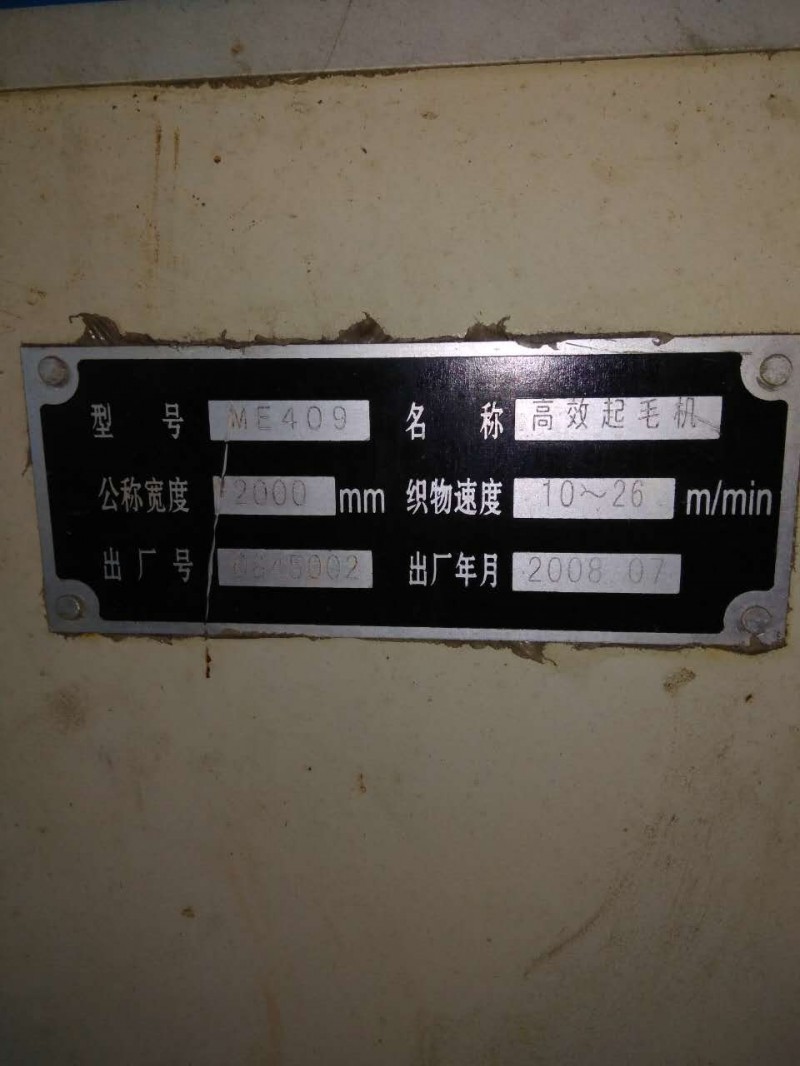 型号 ME409 名称 高效起毛机
公称宽度 2000 mm 织物速度 10～26 m/min
出厂号 0845002 出厂年月 2008.07